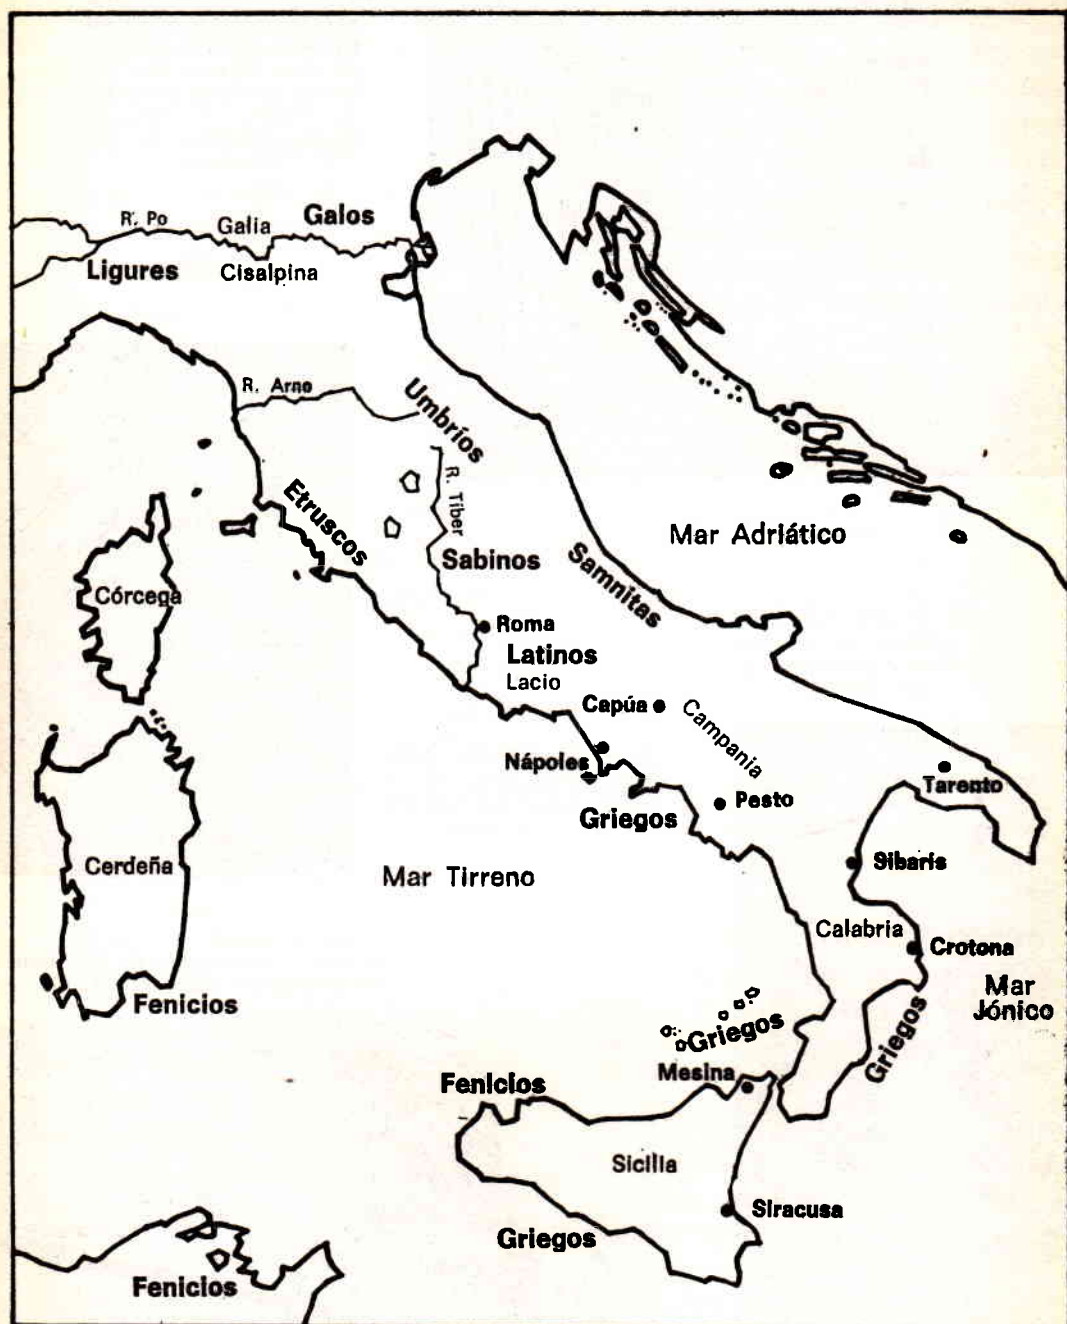 R. Po
Galia
Galos
Ligures
Cisalpina
R. Arno
Umbríos
R. Tiber
Etruscos
Mar Adriático
Sabinos
Samnitas
Córcega
Roma
Latinos
Lacio
Capúa
Campania
Nápoles
Tarento
Pesto
Griegos
Sibaris
Cerdeña
Mar Tirreno
Calabria
Crotona
Fenicios
Mar
Jónico
Griegos
Griegos
Mesina
Fenicios
Sicilia
Siracusa
Griegos
Fenicios